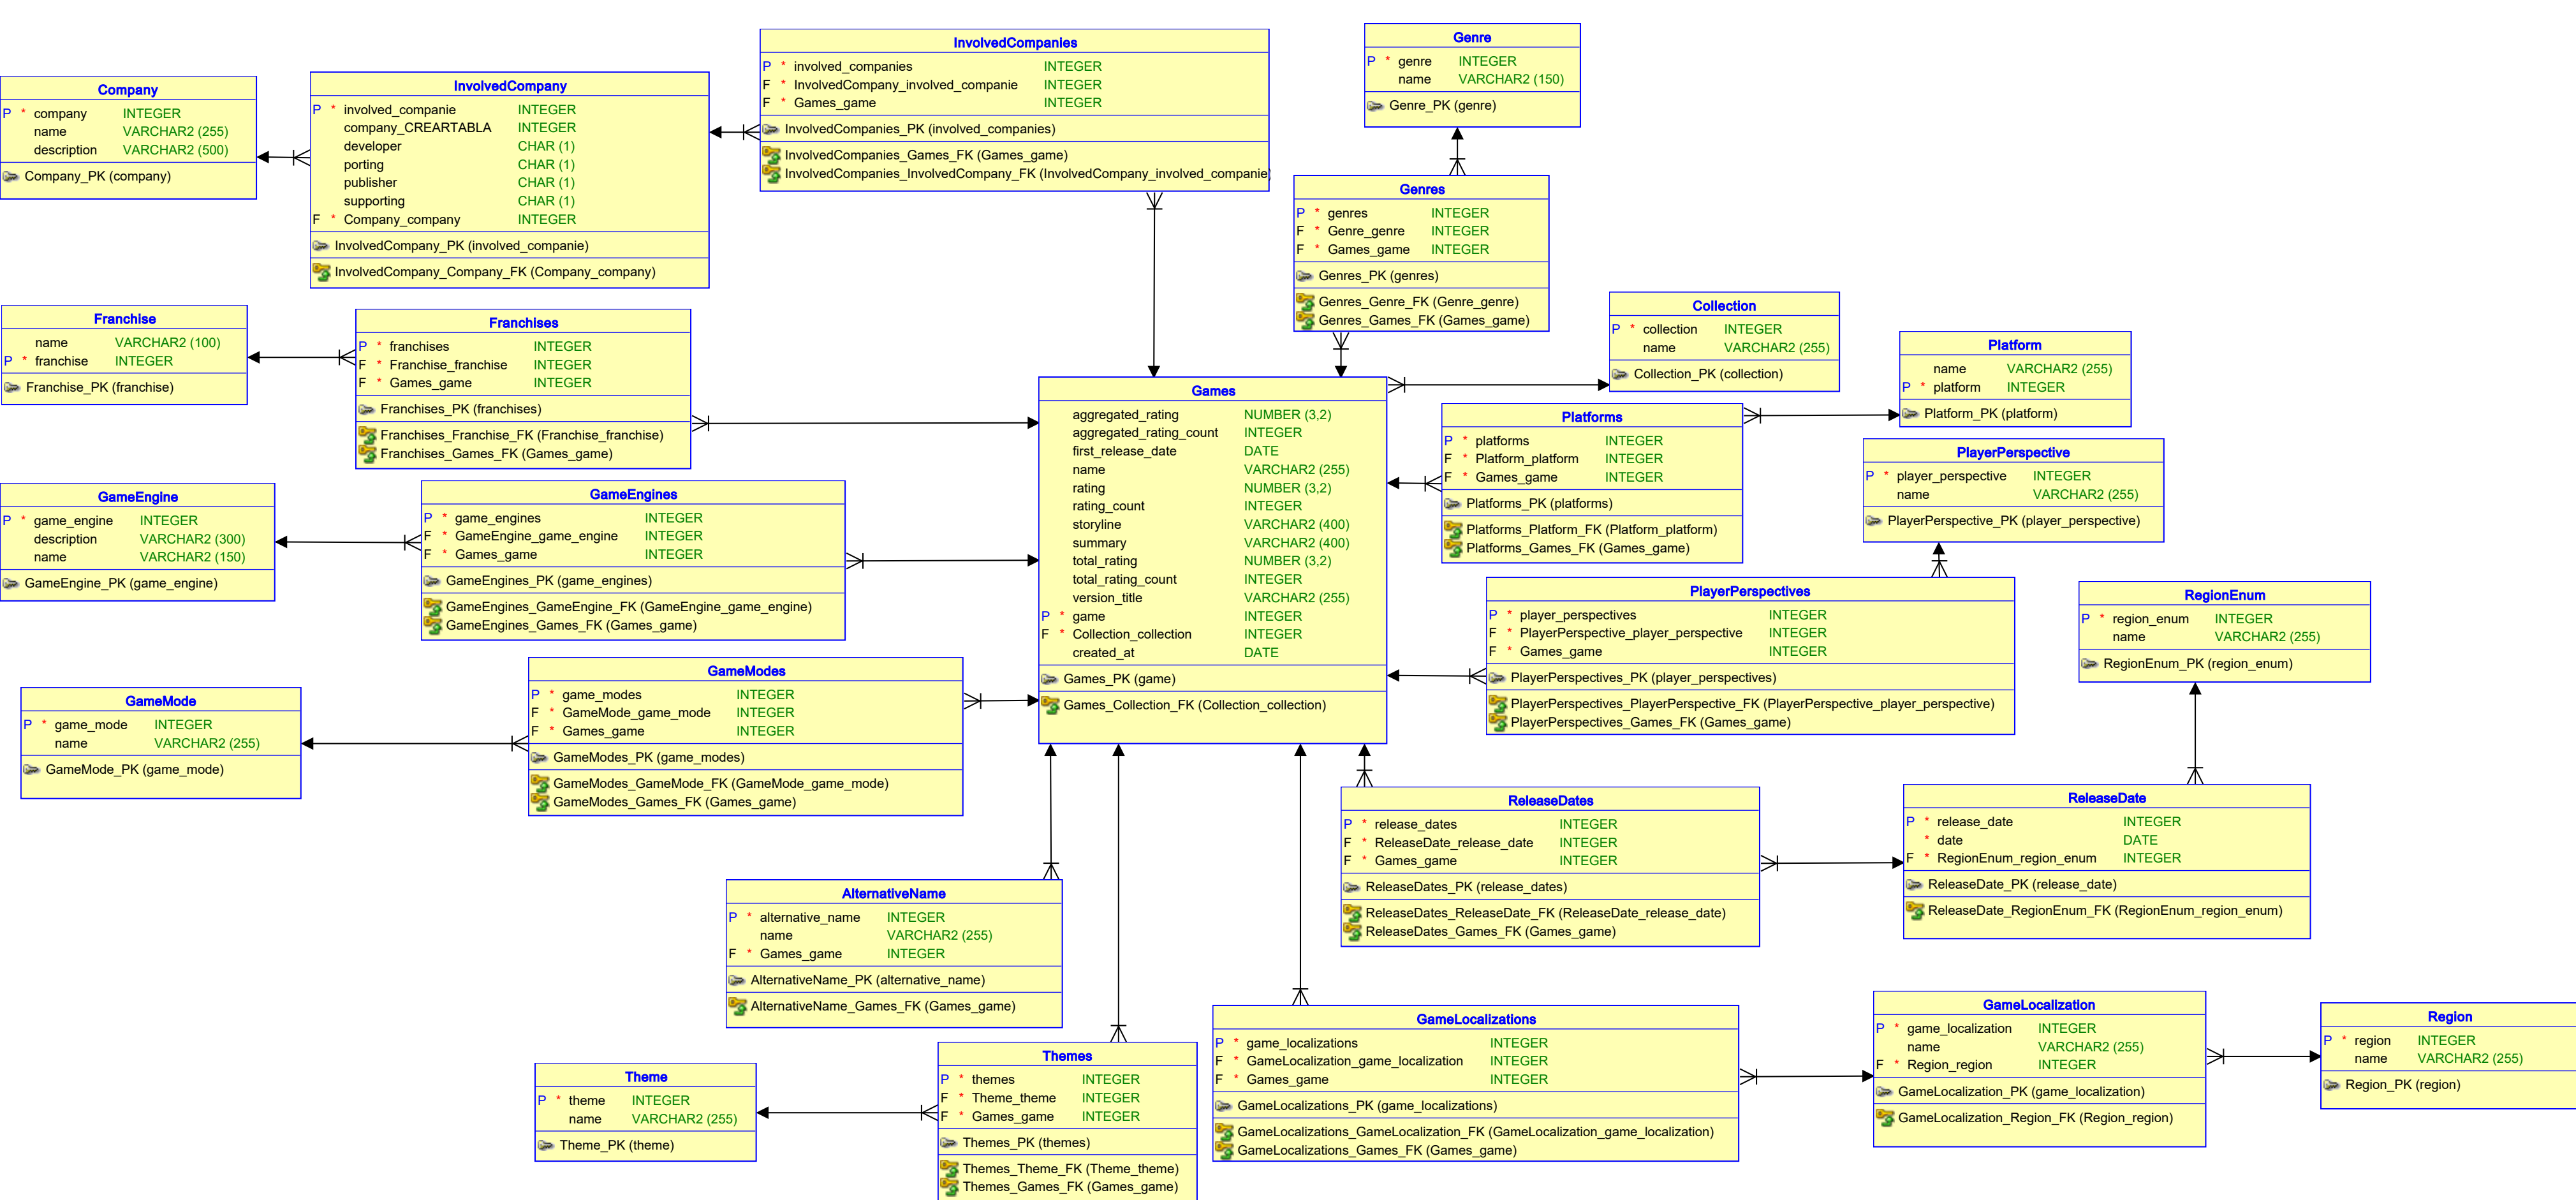 Company
P * company INTEGER
name VARCHAR2 (255)
description VARCHAR2 (500)
Company_PK (company)
InvolvedCompany
P * involved_companie INTEGER
company_CREARTABLA INTEGER
developer CHAR (1)
porting CHAR (1)
publisher CHAR (1)
supporting CHAR (1)
F * Company_company INTEGER
InvolvedCompany_PK (involved_companie)
InvolvedCompany_Company_FK (Company_company)
InvolvedCompanies
P * involved_companies INTEGER
F * InvolvedCompany_involved_companie INTEGER
F * Games_game INTEGER
InvolvedCompanies_PK (involved_companies)
InvolvedCompanies_Games_FK (Games_game)
InvolvedCompanies_InvolvedCompany_FK (InvolvedCompany_involved_companie
Genre
P * genre INTEGER
name VARCHAR2 (150)
Genre_PK (genre)
Genres
P * genres INTEGER
F * Genre_genre INTEGER
F * Games_game INTEGER
Genres_PK (genres)
Genres_Genre_FK (Genre_genre)
Genres_Games_FK (Games_game)
Franchise
name VARCHAR2 (100)
P * franchise INTEGER
Franchise_PK (franchise)
Franchises
P * franchises INTEGER
F * Franchise_franchise INTEGER
F * Games_game INTEGER
Franchises_PK (franchises)
Franchises_Franchise_FK (Franchise_franchise)
Franchises_Games_FK (Games_game)
Collection
P * collection INTEGER
name VARCHAR2 (255)
Collection_PK (collection)
Platform
name VARCHAR2 (255)
P * platform INTEGER
Platform_PK (platform)
Games
aggregated_rating NUMBER (3,2)
aggregated_rating_count INTEGER
first_release_date DATE
name VARCHAR2 (255)
rating NUMBER (3,2)
rating_count INTEGER
storyline VARCHAR2 (400)
summary VARCHAR2 (400)
total_rating NUMBER (3,2)
total_rating_count INTEGER
version_title VARCHAR2 (255)
P * game INTEGER
F * Collection_collection INTEGER
created_at DATE
Games_PK (game)
Games_Collection_FK (Collection_collection)
Platforms
P * platforms INTEGER
F * Platform_platform INTEGER
F * Games_game INTEGER
Platforms_PK (platforms)
Platforms_Platform_FK (Platform_platform)
Platforms_Games_FK (Games_game)
PlayerPerspective
P * player_perspective INTEGER
name VARCHAR2 (255)
PlayerPerspective_PK (player_perspective)
GameEngine
P * game_engine INTEGER
description VARCHAR2 (300)
name VARCHAR2 (150)
GameEngine_PK (game_engine)
GameEngines
P * game_engines INTEGER
F * GameEngine_game_engine INTEGER
F * Games_game INTEGER
GameEngines_PK (game_engines)
GameEngines_GameEngine_FK (GameEngine_game_engine)
GameEngines_Games_FK (Games_game)
PlayerPerspectives
P * player_perspectives INTEGER
F * PlayerPerspective_player_perspective INTEGER
F * Games_game INTEGER
PlayerPerspectives_PK (player_perspectives)
PlayerPerspectives_PlayerPerspective_FK (PlayerPerspective_player_perspective)
PlayerPerspectives_Games_FK (Games_game)
RegionEnum
P * region_enum INTEGER
name VARCHAR2 (255)
RegionEnum_PK (region_enum)
GameMode
P * game_mode INTEGER
name VARCHAR2 (255)
GameMode_PK (game_mode)
GameModes
P * game_modes INTEGER
F * GameMode_game_mode INTEGER
F * Games_game INTEGER
GameModes_PK (game_modes)
GameModes_GameMode_FK (GameMode_game_mode)
GameModes_Games_FK (Games_game)
ReleaseDates
P * release_dates INTEGER
F * ReleaseDate_release_date INTEGER
F * Games_game INTEGER
ReleaseDates_PK (release_dates)
ReleaseDates_ReleaseDate_FK (ReleaseDate_release_date)
ReleaseDates_Games_FK (Games_game)
ReleaseDate
P * release_date INTEGER
* date DATE
F * RegionEnum_region_enum INTEGER
ReleaseDate_PK (release_date)
ReleaseDate_RegionEnum_FK (RegionEnum_region_enum)
AlternativeName
P * alternative_name INTEGER
name VARCHAR2 (255)
F * Games_game INTEGER
AlternativeName_PK (alternative_name)
AlternativeName_Games_FK (Games_game)
Theme
P * theme INTEGER
name VARCHAR2 (255)
Theme_PK (theme)
Themes
P * themes INTEGER
F * Theme_theme INTEGER
F * Games_game INTEGER
Themes_PK (themes)
Themes_Theme_FK (Theme_theme)
Themes_Games_FK (Games_game)
GameLocalizations
P * game_localizations INTEGER
F * GameLocalization_game_localization INTEGER
F * Games_game INTEGER
GameLocalizations_PK (game_localizations)
GameLocalizations_GameLocalization_FK (GameLocalization_game_localization)
GameLocalizations_Games_FK (Games_game)
GameLocalization
P * game_localization INTEGER
name VARCHAR2 (255)
F * Region_region INTEGER
GameLocalization_PK (game_localization)
GameLocalization_Region_FK (Region_region)
Region
P * region INTEGER
name VARCHAR2 (255)
Region_PK (region)